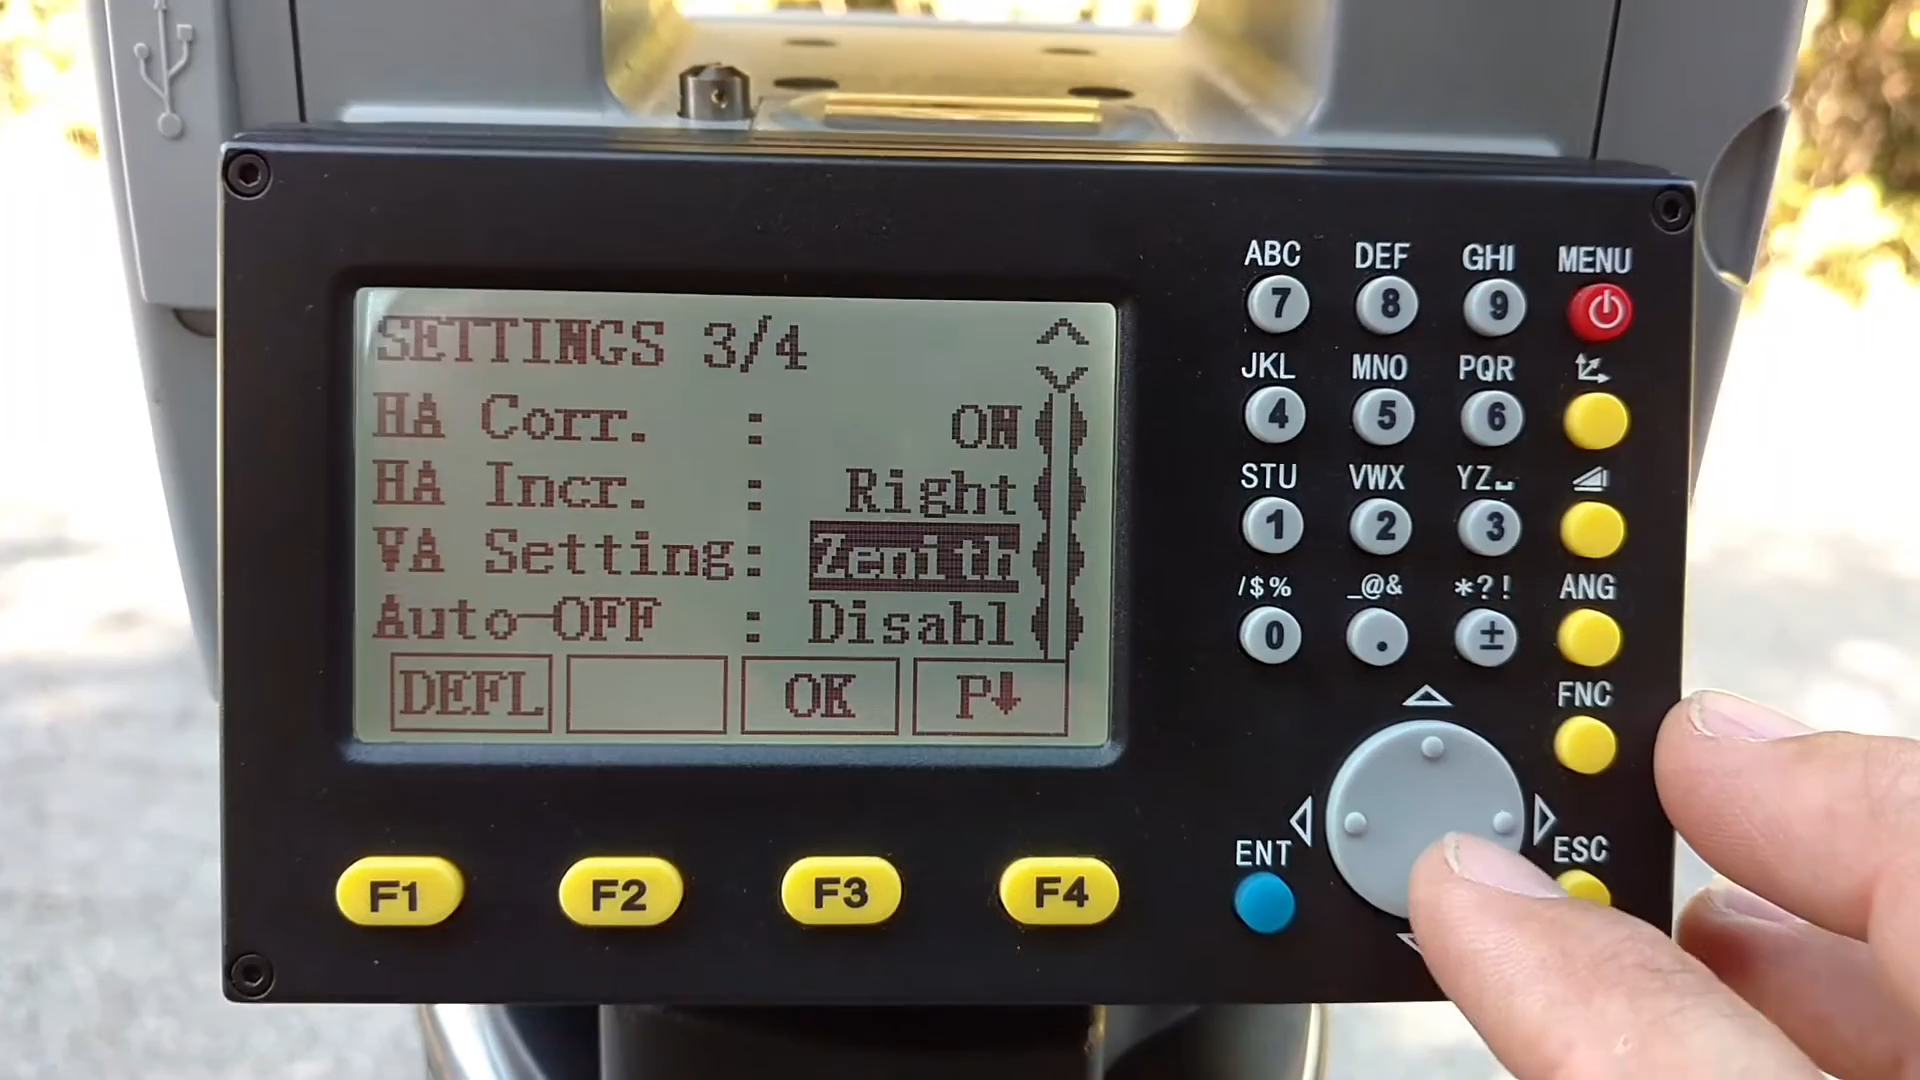 SETTINGS 3/4
HA Corr. : ON
HA Incr. : Right
VA Setting: Zenith
Auto-OFF : Disabl
DEFL OK P↓
F1 F2 F3 F4
ABC DEF GHI MENU
7 8 9
JKL MNO PQR
4 5 6
STU VWX YZ␣
1 2 3
/$% _@& *?! ANG
0 . ±
FNC
ENT ESC